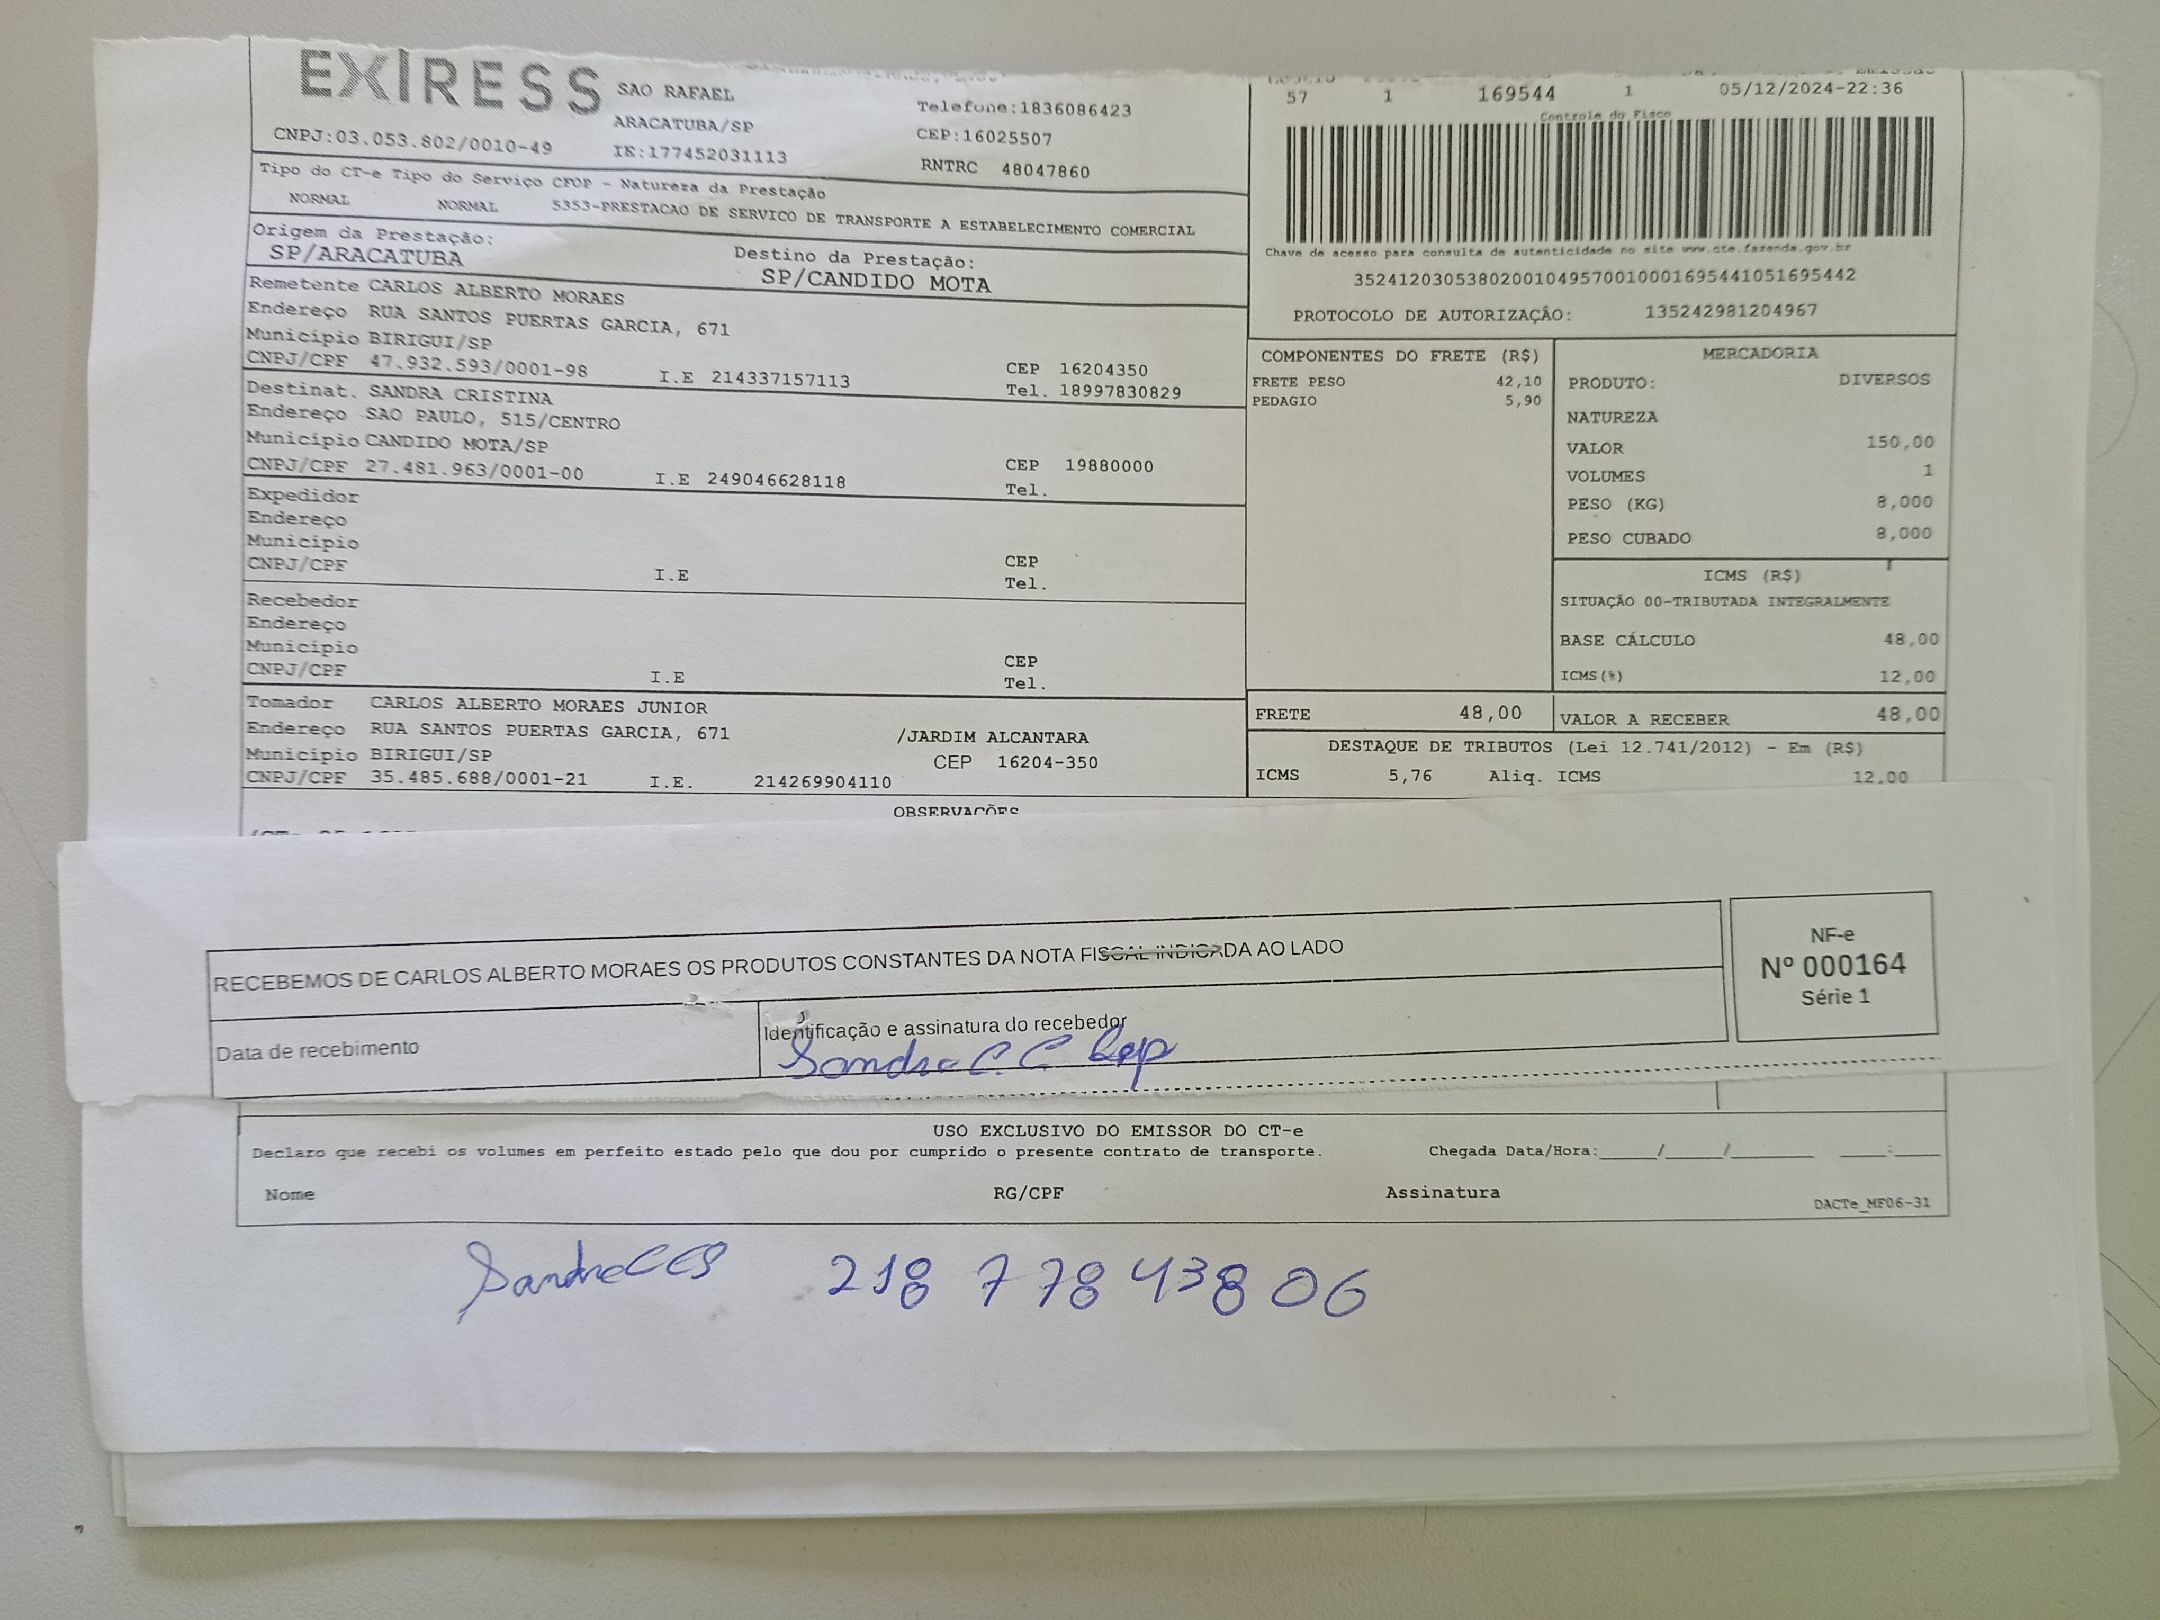 EXPRESS
SAO RAFAEL
Telefone:1836086423
57 1 169544 1 05/12/2024-22:36
Controle do Fisco
ARACATUBA/SP
CEP:16025507
CNPJ:03.053.802/0010-49
IE:177452031113
RNTRC 48047860
Tipo do CT-e Tipo do Serviço CFOP - Natureza da Prestação
NORMAL NORMAL 5353-PRESTACAO DE SERVICO DE TRANSPORTE A ESTABELECIMENTO COMERCIAL
Origem da Prestação:
SP/ARACATUBA
Destino da Prestação:
SP/CANDIDO MOTA
Chave de acesso para consulta de autenticidade no site www.cte.fazenda.gov.br
35241203053802001049570010001695441051695442
PROTOCOLO DE AUTORIZAÇÃO: 135242981204967
Remetente CARLOS ALBERTO MORAES
Endereço RUA SANTOS PUERTAS GARCIA, 671
Município BIRIGUI/SP
CNPJ/CPF 47.932.593/0001-98 I.E 214337157113
CEP 16204350
Tel. 18997830829
Destinat. SANDRA CRISTINA
Endereço SAO PAULO, 515/CENTRO
Município CANDIDO MOTA/SP
CNPJ/CPF 27.481.963/0001-00 I.E 249046628118
CEP 19880000
Tel.
Expedidor
Endereço
Município
CNPJ/CPF I.E
CEP
Tel.
Recebedor
Endereço
Município
CNPJ/CPF I.E
CEP
Tel.
Tomador CARLOS ALBERTO MORAES JUNIOR
Endereço RUA SANTOS PUERTAS GARCIA, 671 /JARDIM ALCANTARA
Município BIRIGUI/SP CEP 16204-350
CNPJ/CPF 35.485.688/0001-21 I.E. 214269904110
COMPONENTES DO FRETE (R$)
FRETE PESO 42,10
PEDAGIO 5,90
MERCADORIA
PRODUTO: DIVERSOS
NATUREZA
VALOR 150,00
VOLUMES 1
PESO (KG) 8,000
PESO CUBADO 8,000
ICMS (R$)
SITUAÇÃO 00-TRIBUTADA INTEGRALMENTE
BASE CÁLCULO 48,00
ICMS(%) 12,00
FRETE 48,00
VALOR A RECEBER 48,00
DESTAQUE DE TRIBUTOS (Lei 12.741/2012) - Em (R$)
ICMS 5,76 Aliq. ICMS 12,00
OBSERVAÇÕES
RECEBEMOS DE CARLOS ALBERTO MORAES OS PRODUTOS CONSTANTES DA NOTA FISCAL INDICADA AO LADO
NF-e
Nº 000164
Série 1
Data de recebimento
Identificação e assinatura do recebedor
Sandra C. C.
USO EXCLUSIVO DO EMISSOR DO CT-e
Declaro que recebi os volumes em perfeito estado pelo que dou por cumprido o presente contrato de transporte.
Chegada Data/Hora:_____/_____/_______ ____:____
Nome RG/CPF Assinatura
DACTe_MF06-31
218 778 438 06